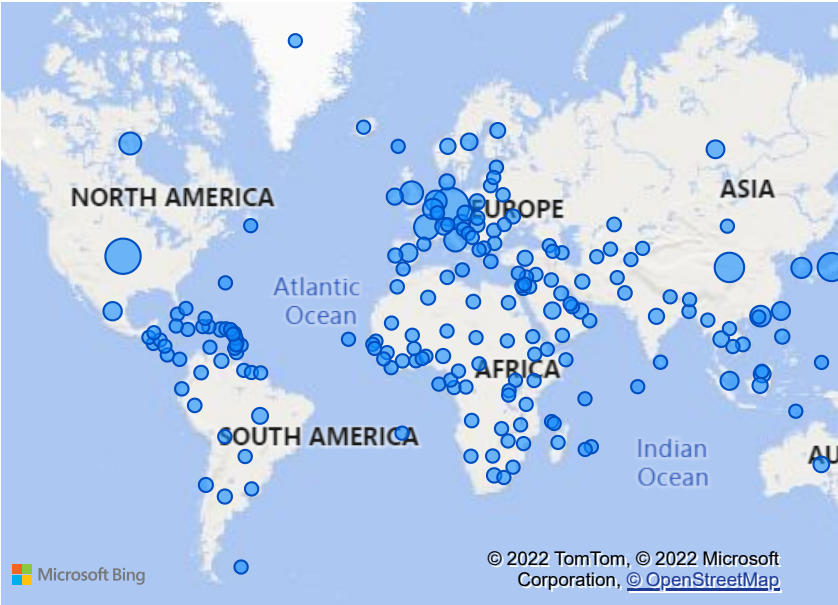 NORTH AMERICA
EUROPE
ASIA
Atlantic
Ocean
AFRICA
SOUTH AMERICA
Indian
Ocean
AU
Microsoft Bing
© 2022 TomTom, © 2022 Microsoft
Corporation, © OpenStreetMap